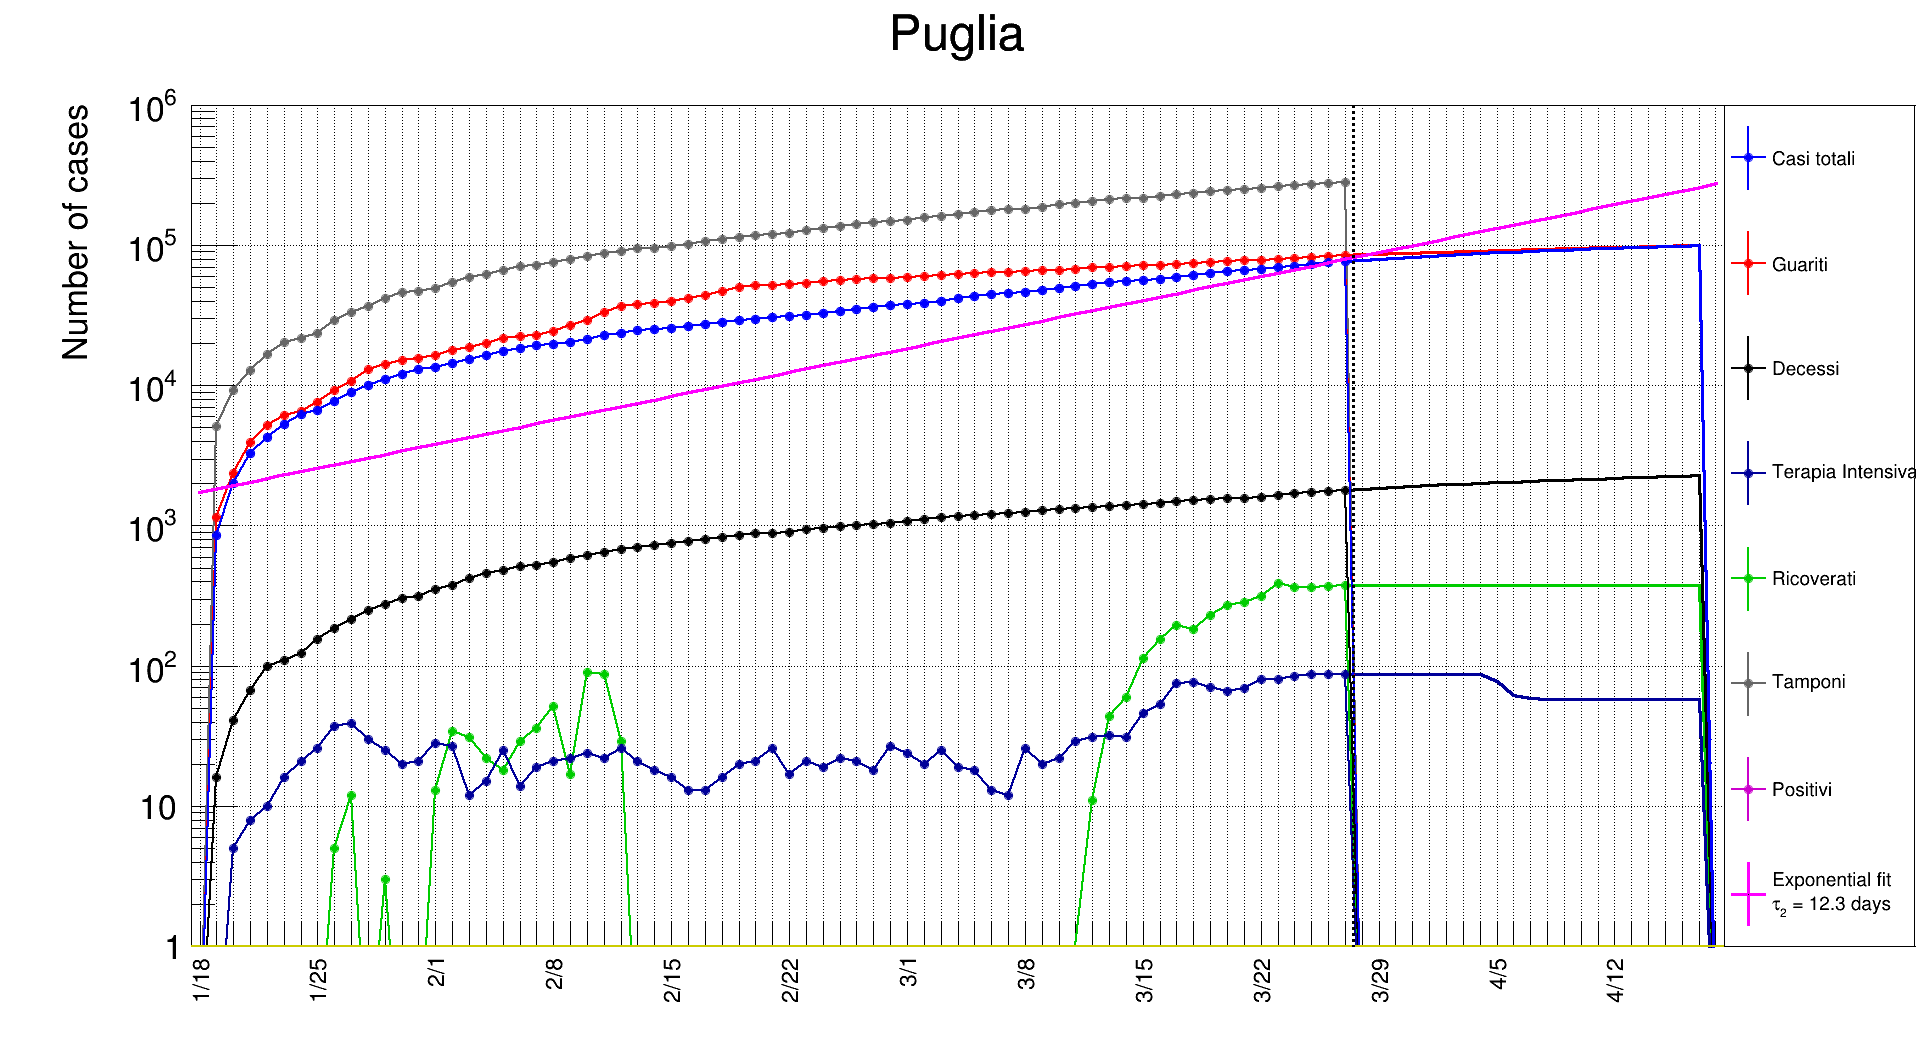 Puglia
Number of cases
10^6
10^5
10^4
10^3
10^2
10
1
1/18
1/25
2/1
2/8
2/15
2/22
3/1
3/8
3/15
3/22
3/29
4/5
4/12
Casi totali
Guariti
Decessi
Terapia Intensiva
Ricoverati
Tamponi
Positivi
Exponential fit
τ₂ = 12.3 days